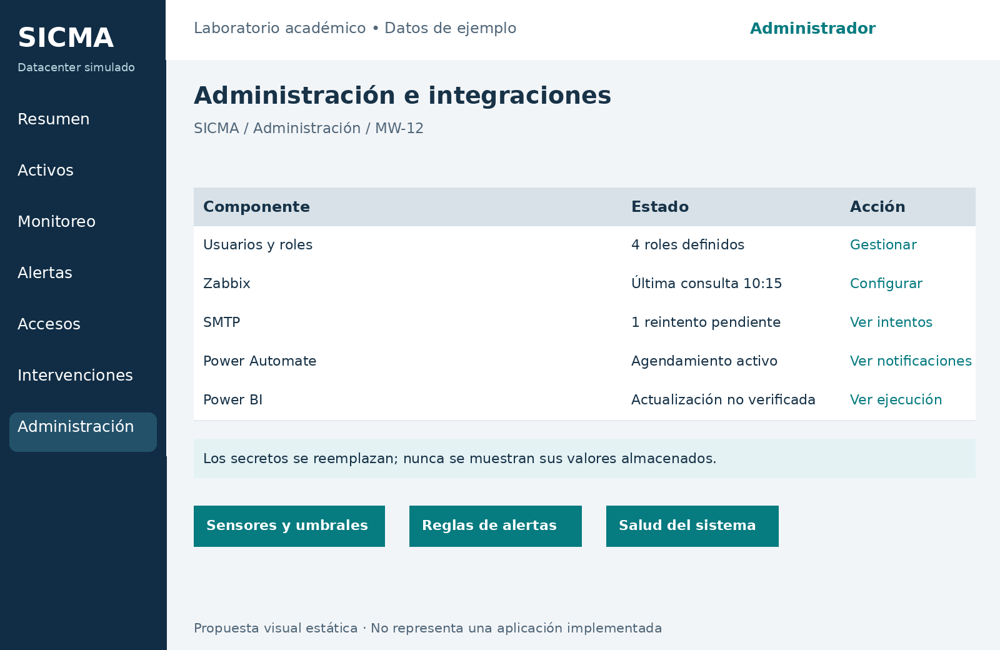 SICMA
Datacenter simulado
Resumen
Activos
Monitoreo
Alertas
Accesos
Intervenciones
Administración
Laboratorio académico • Datos de ejemplo
Administrador
Administración e integraciones
SICMA / Administración / MW-12
Componente Estado Acción
Usuarios y roles 4 roles definidos Gestionar
Zabbix Última consulta 10:15 Configurar
SMTP 1 reintento pendiente Ver intentos
Power Automate Agendamiento activo Ver notificaciones
Power BI Actualización no verificada Ver ejecución
Los secretos se reemplazan; nunca se muestran sus valores almacenados.
Sensores y umbrales Reglas de alertas Salud del sistema
Propuesta visual estática · No representa una aplicación implementada